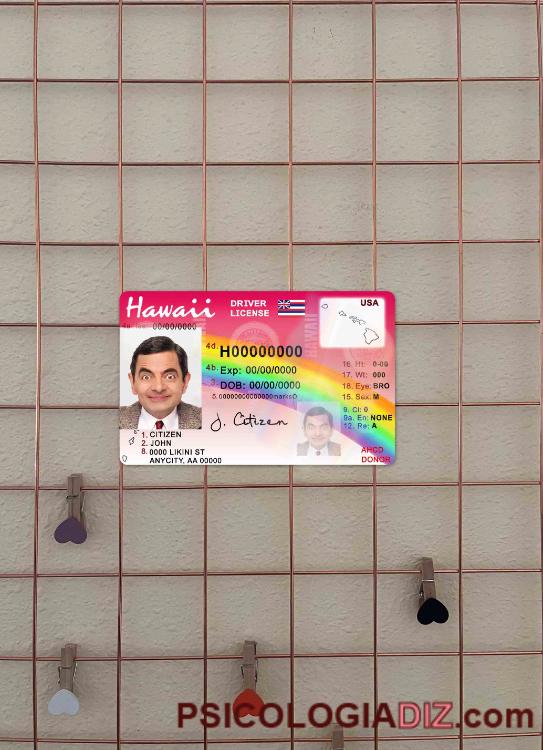 Hawaii
DRIVER
LICENSE
USA
00/00/0000
4d. H00000000
4b. Exp: 00/00/0000
3. DOB: 00/00/0000
16. Ht: 0-00
17. Wt: 000
18. Eye: BRO
15. Sex: M
9. Cl: 0
9a. En: NONE
12. Re: A
J. Citizen
1. CITIZEN
2. JOHN
8. 0000 LIKINI ST
ANYCITY, AA 00000
AHCD
DONOR
HAWAII
PSICOLOGIADIZ.com